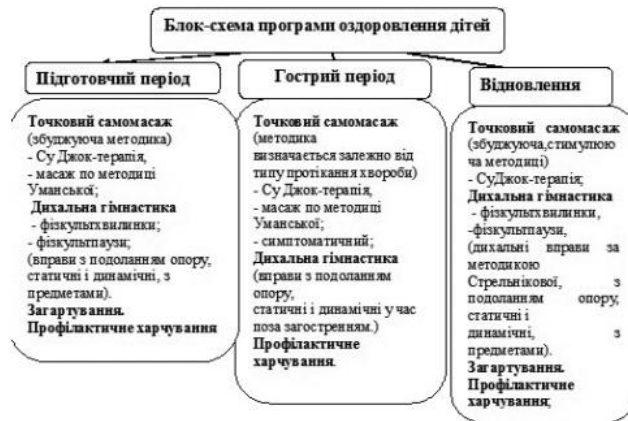 Блок-схема програми оздоровлення дітей
Підготовчий період
Точковий самомасаж
(збуджуюча методика)
- Су Джок-терапія,
- масаж по методиці
Уманської;
Дихальна гімнастика
- фізкультхвилинки;
- фізкультпаузи;
(вправи з подоланням опору,
статичні і динамічні, з
предметами).
Загартування.
Профілактичне харчування
Гострий період
Точковий самомасаж
(методика
визначається залежно від
типу протікання хвороби)
- Су Джок-терапія,
- масаж по методиці
Уманської;
- симптоматичний;
Дихальна гімнастика
(вправи з подоланням
опору,
статичні і динамічні у час
поза загостренням.)
Профілактичне
харчування.
Відновлення
Точковий самомасаж
(збуджуюча,стимулюю
ча методиці)
- СуДжок-терапія;
Дихальна гімнастика
- фізкультхвилинки,
-фізкультпаузи,
(дихальні вправи за
методикою
Стрельнікової, з
подоланням опору,
статичні і
динамічні, з
предметами).
Загартування.
Профілактичне
харчування;